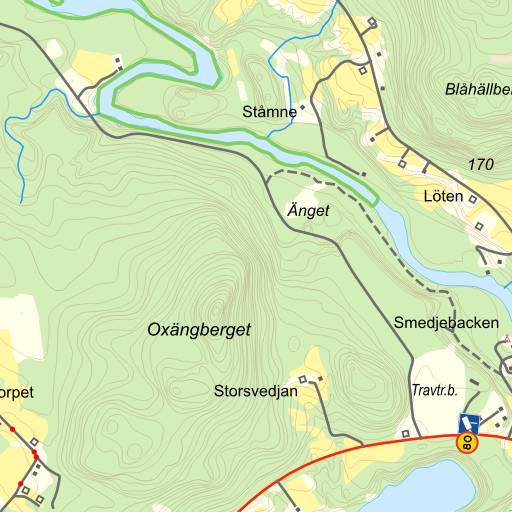 Blåhällbe
Ståmne
170
Löten
Änget
Oxängberget
Smedjebacken
Storsvedjan
Travtr.b.
orpet
80